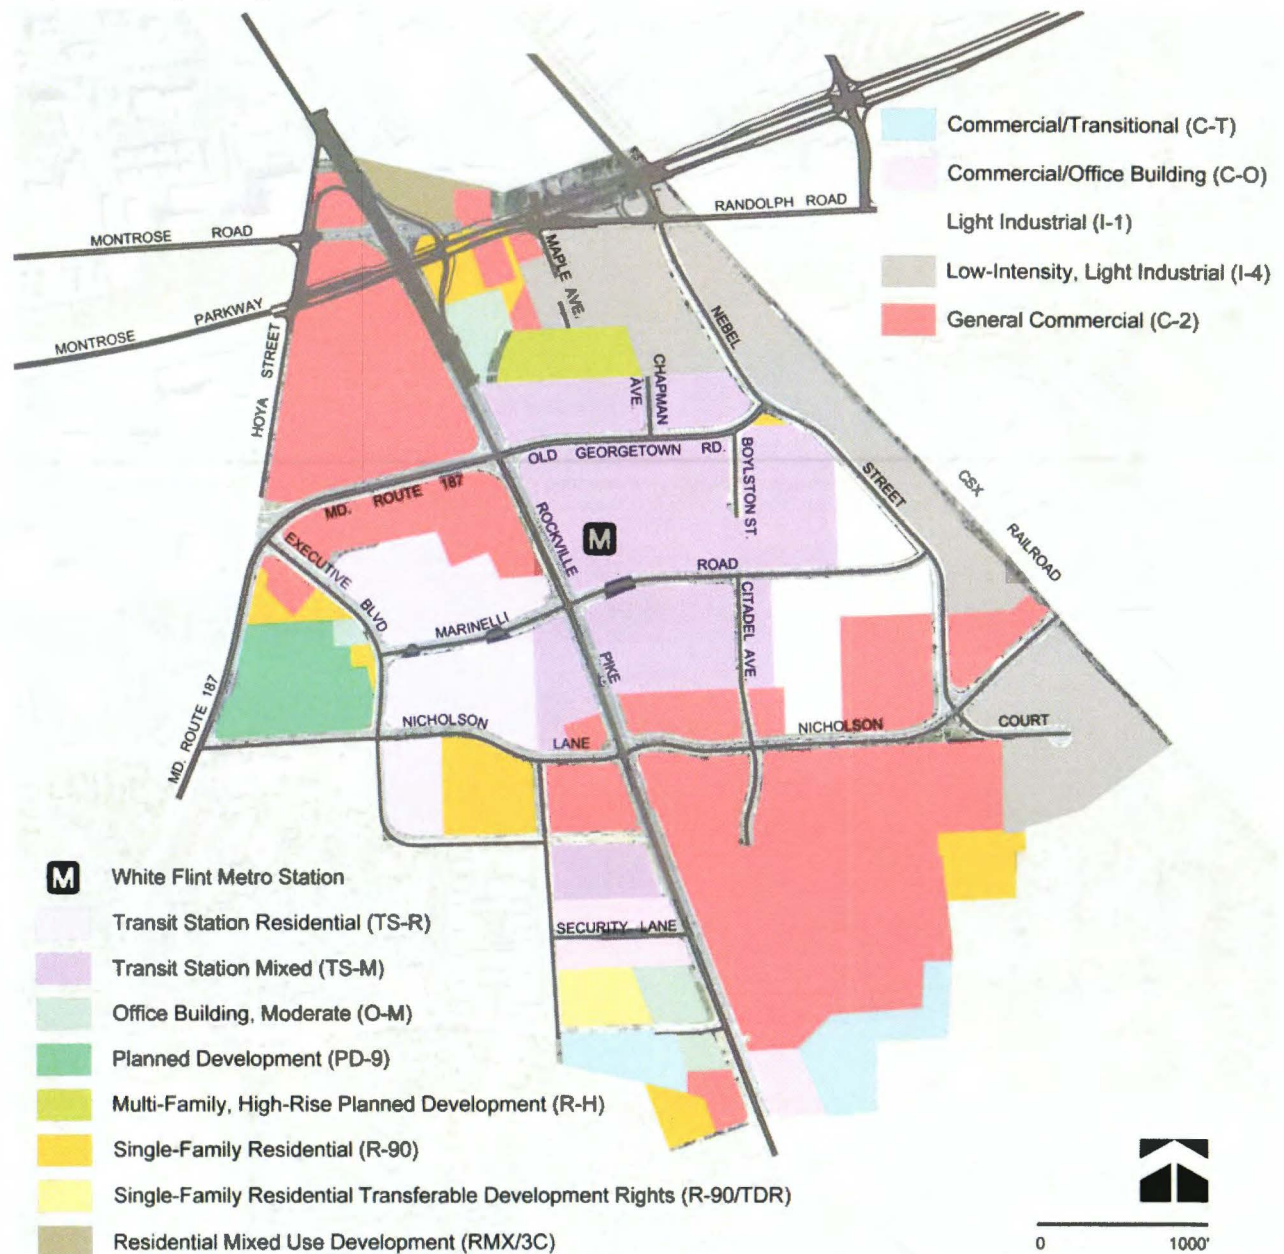 Commercial/Transitional (C-T)
Commercial/Office Building (C-O)
RANDOLPH ROAD
Light Industrial (I-1)
MONTROSE ROAD
MAPLE AVE.
Low-Intensity, Light Industrial (I-4)
MONTROSE PARKWAY
NEBEL STREET
General Commercial (C-2)
HOYA STREET
CHAPMAN AVE.
OLD GEORGETOWN RD.
BOYLSTON ST.
MD. ROUTE 187
CSX RAILROAD
ROCKVILLE PIKE
M
EXECUTIVE BLVD
MARINELLI ROAD
CITADEL AVE.
MD. ROUTE 187
NICHOLSON LANE
NICHOLSON COURT
M White Flint Metro Station
Transit Station Residential (TS-R)
SECURITY LANE
Transit Station Mixed (TS-M)
Office Building, Moderate (O-M)
Planned Development (PD-9)
Multi-Family, High-Rise Planned Development (R-H)
Single-Family Residential (R-90)
Single-Family Residential Transferable Development Rights (R-90/TDR)
Residential Mixed Use Development (RMX/3C)
0 1000'